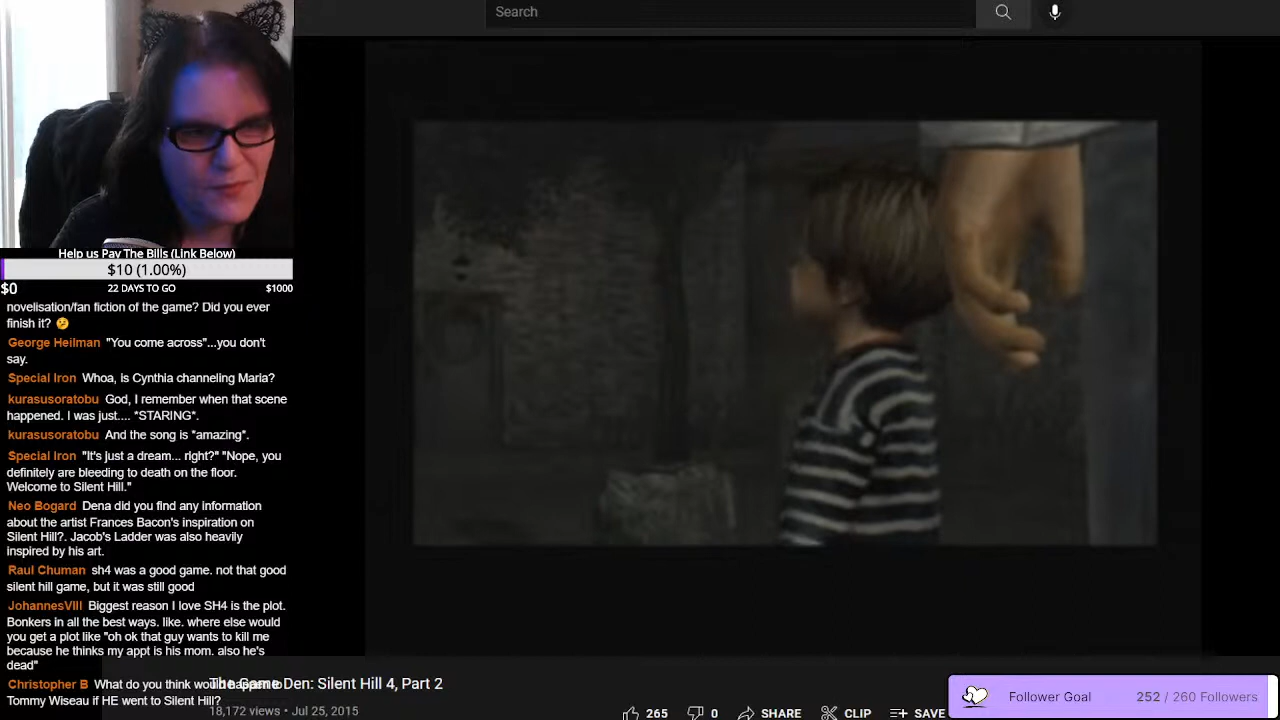 Search
Help us Pay The Bills (Link Below)
$10 (1.00%)
$0
22 DAYS TO GO
$1000
novelisation/fan fiction of the game? Did you ever
finish it? 🤔
George Heilman "You come across"...you don't
say.
Special Iron Whoa, is Cynthia channeling Maria?
kurasusoratobu God, I remember when that scene
happened. I was just.... *STARING*.
kurasusoratobu And the song is *amazing*.
Special Iron "It's just a dream... right?" "Nope, you
definitely are bleeding to death on the floor.
Welcome to Silent Hill."
Neo Bogard Dena did you find any information
about the artist Frances Bacon's inspiration on
Silent Hill?. Jacob's Ladder was also heavily
inspired by his art.
Raul Chuman sh4 was a good game. not that good
silent hill game, but it was still good
JohannesVIII Biggest reason I love SH4 is the plot.
Bonkers in all the best ways. like. where else would
you get a plot like "oh ok that guy wants to kill me
because he thinks my appt is his mom. also he's
dead"
Christopher B What do you think would happen to
Tommy Wiseau if HE went to Silent Hill?
The Game Den: Silent Hill 4, Part 2
18,172 views • Jul 25, 2015
265
0
SHARE
CLIP
SAVE
Follower Goal
252 / 260 Followers